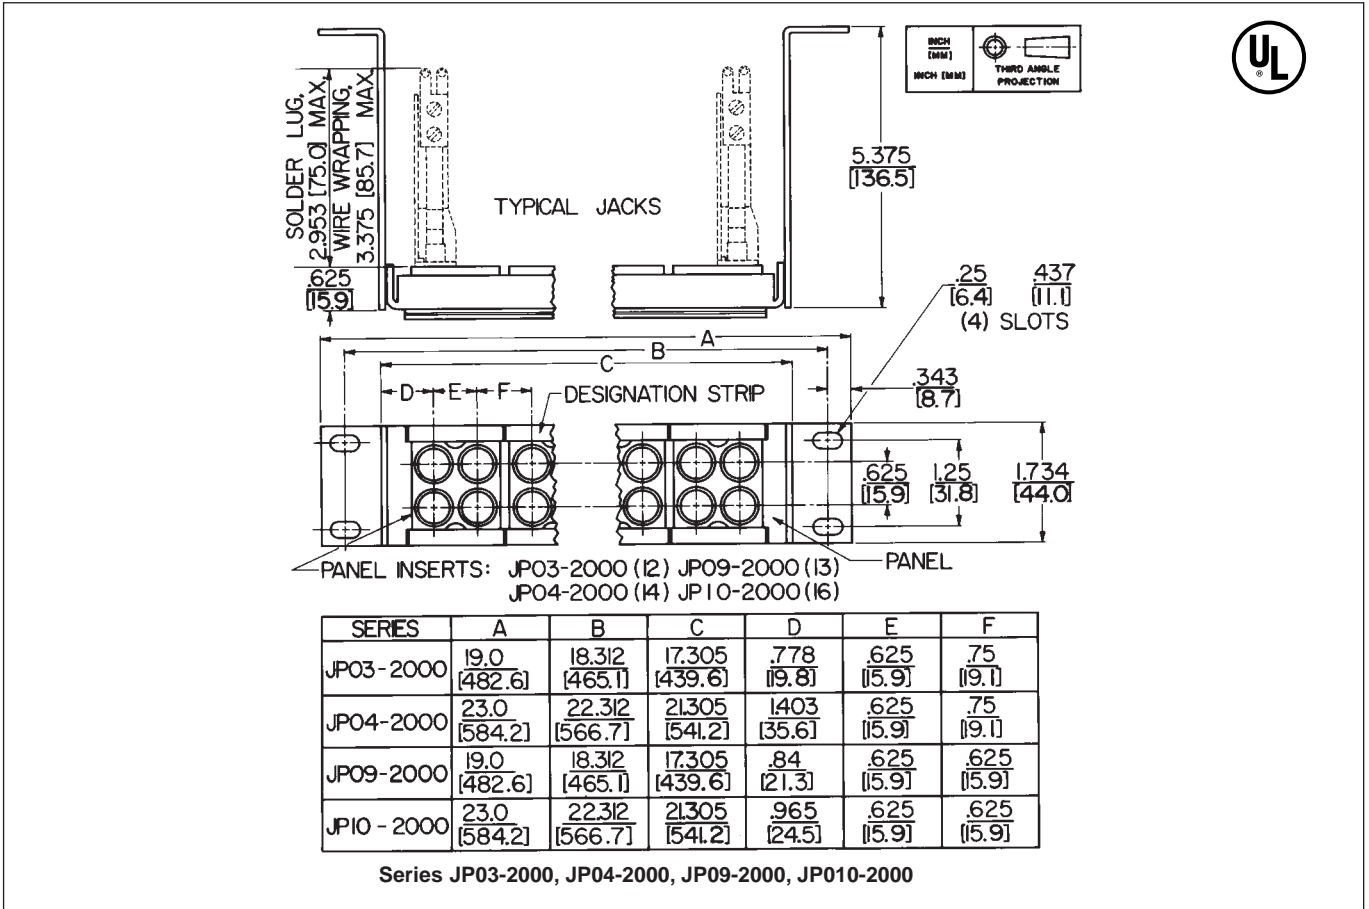 INCH
[MM]
INCH [MM]
THIRD ANGLE
PROJECTION
UL
®
SOLDER LUG,
2.953 [75.0] MAX,
WIRE WRAPPING,
3.375 [85.7] MAX,
5.375
[136.5]
TYPICAL JACKS
.625
[15.9]
.25
[6.4]
.437
[11.1]
(4) SLOTS
A
B
C
D
E
F
DESIGNATION STRIP
.343
[8.7]
.625
[15.9]
1.25
[31.8]
1.734
[44.0]
PANEL
PANEL INSERTS: JP03-2000 (12) JP09-2000 (13)
JP04-2000 (14) JP10-2000 (16)
SERIES A B C D E F
JP03-2000 19.0 [482.6] 18.312 [465.1] 17.305 [439.6] .778 [19.8] .625 [15.9] .75 [19.1]
JP04-2000 23.0 [584.2] 22.312 [566.7] 21.305 [541.2] 1.403 [35.6] .625 [15.9] .75 [19.1]
JP09-2000 19.0 [482.6] 18.312 [465.1] 17.305 [439.6] .84 [21.3] .625 [15.9] .625 [15.9]
JP10-2000 23.0 [584.2] 22.312 [566.7] 21.305 [541.2] .965 [24.5] .625 [15.9] .625 [15.9]
Series JP03-2000, JP04-2000, JP09-2000, JP010-2000